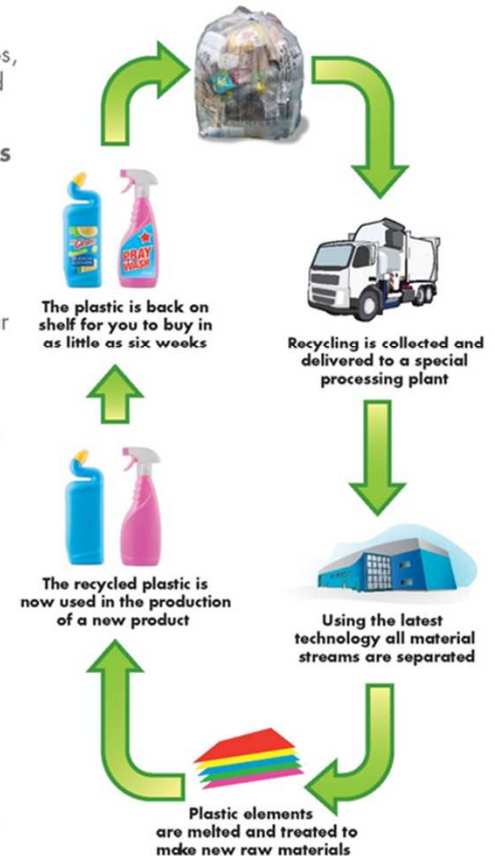 s,
s
The plastic is back on
shelf for you to buy in
as little as six weeks
Recycling is collected and
delivered to a special
processing plant
The recycled plastic is
now used in the production
of a new product
Using the latest
technology all material
streams are separated
Plastic elements
are melted and treated to
make new raw materials
PRAY
WASH